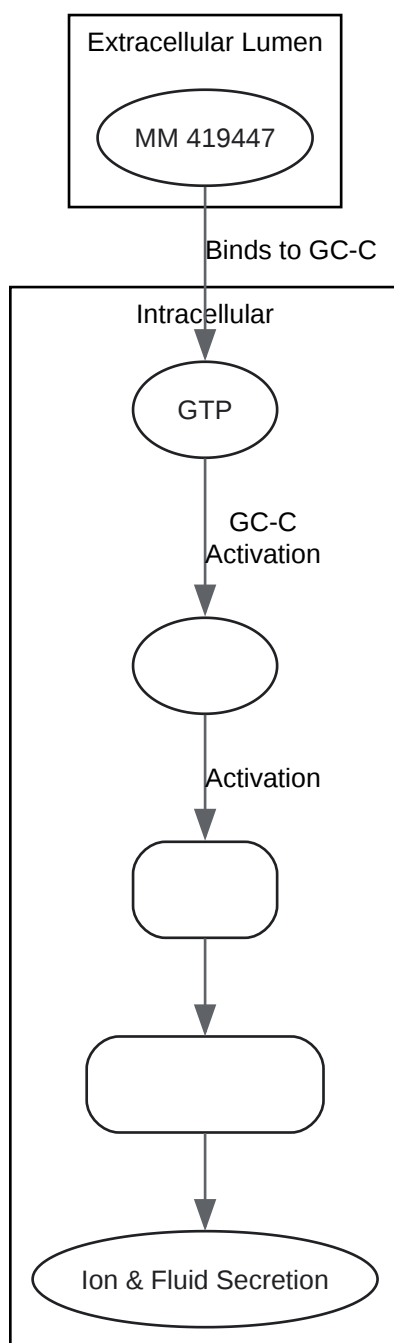 Extracellular Lumen
MM 419447
Binds to GC-C
Intracellular
GTP
GC-C
Activation
Activation
Ion & Fluid Secretion